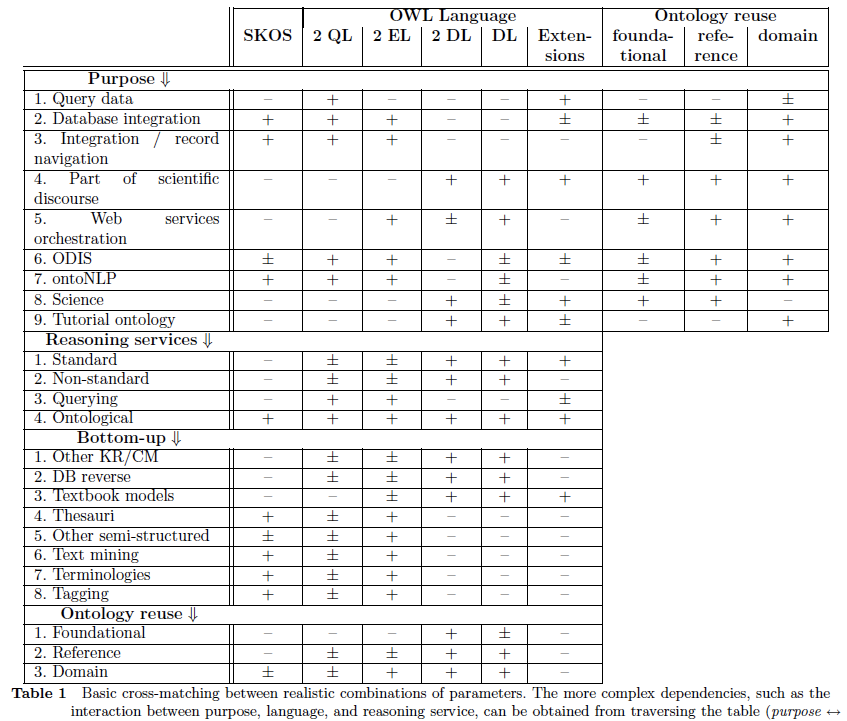 OWL Language Ontology reuse
SKOS 2 QL 2 EL 2 DL DL Exten- founda- refe- domain
sions tional rence
Purpose ⇓
1. Query data – + – – – + – – ±
2. Database integration + + + – – ± ± ± +
3. Integration / record + + + – – – – ± +
navigation
4. Part of scientific – – – + + + + + +
discourse
5. Web services – – + ± + – ± + +
orchestration
6. ODIS ± + + – ± ± ± + +
7. ontoNLP + + + – ± – ± + +
8. Science – – – + ± + + + –
9. Tutorial ontology – – – + + ± – – +
Reasoning services ⇓
1. Standard – ± ± + + +
2. Non-standard – ± ± + + –
3. Querying – + + – – ±
4. Ontological + + + + + +
Bottom-up ⇓
1. Other KR/CM – ± ± + + –
2. DB reverse – ± ± + + –
3. Textbook models – – ± + + +
4. Thesauri + ± + – – –
5. Other semi-structured ± ± + – – –
6. Text mining + ± + – – –
7. Terminologies + ± + – – –
8. Tagging + ± + – – –
Ontology reuse ⇓
1. Foundational – – – + ± –
2. Reference – ± ± + + –
3. Domain ± ± + + + –
Table 1 Basic cross-matching between realistic combinations of parameters. The more complex dependencies, such as the
interaction between purpose, language, and reasoning service, can be obtained from traversing the table (purpose ↔